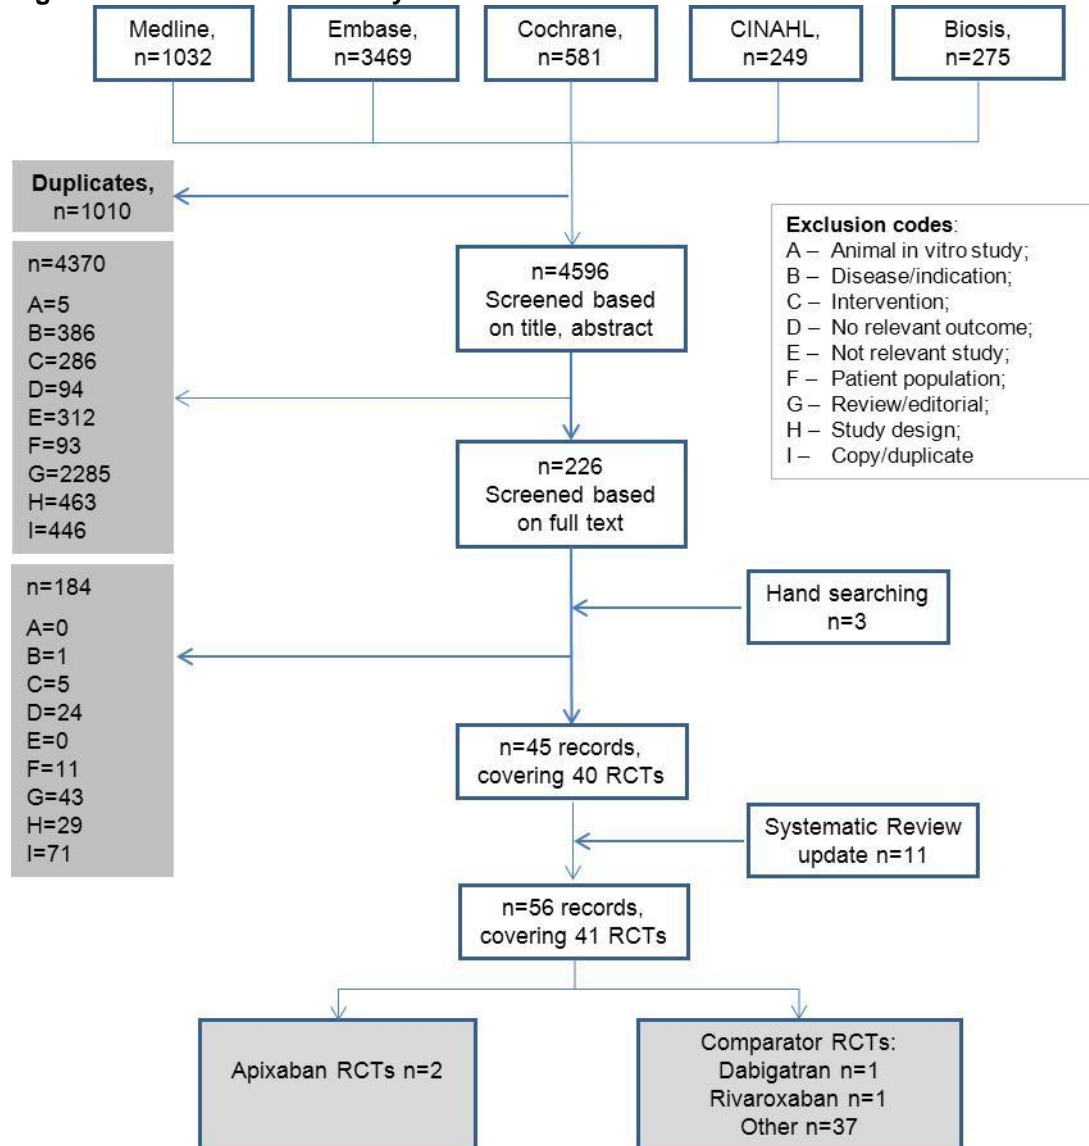 Medline,
n=1032
Embase,
n=3469
Cochrane,
n=581
CINAHL,
n=249
Biosis,
n=275
Duplicates,
n=1010
n=4370
A=5
B=386
C=286
D=94
E=312
F=93
G=2285
H=463
I=446
n=4596
Screened based
on title, abstract
Exclusion codes:
A – Animal in vitro study;
B – Disease/indication;
C – Intervention;
D – No relevant outcome;
E – Not relevant study;
F – Patient population;
G – Review/editorial;
H – Study design;
I – Copy/duplicate
n=226
Screened based
on full text
Hand searching
n=3
n=184
A=0
B=1
C=5
D=24
E=0
F=11
G=43
H=29
I=71
n=45 records,
covering 40 RCTs
Systematic Review
update n=11
n=56 records,
covering 41 RCTs
Apixaban RCTs n=2
Comparator RCTs:
Dabigatran n=1
Rivaroxaban n=1
Other n=37